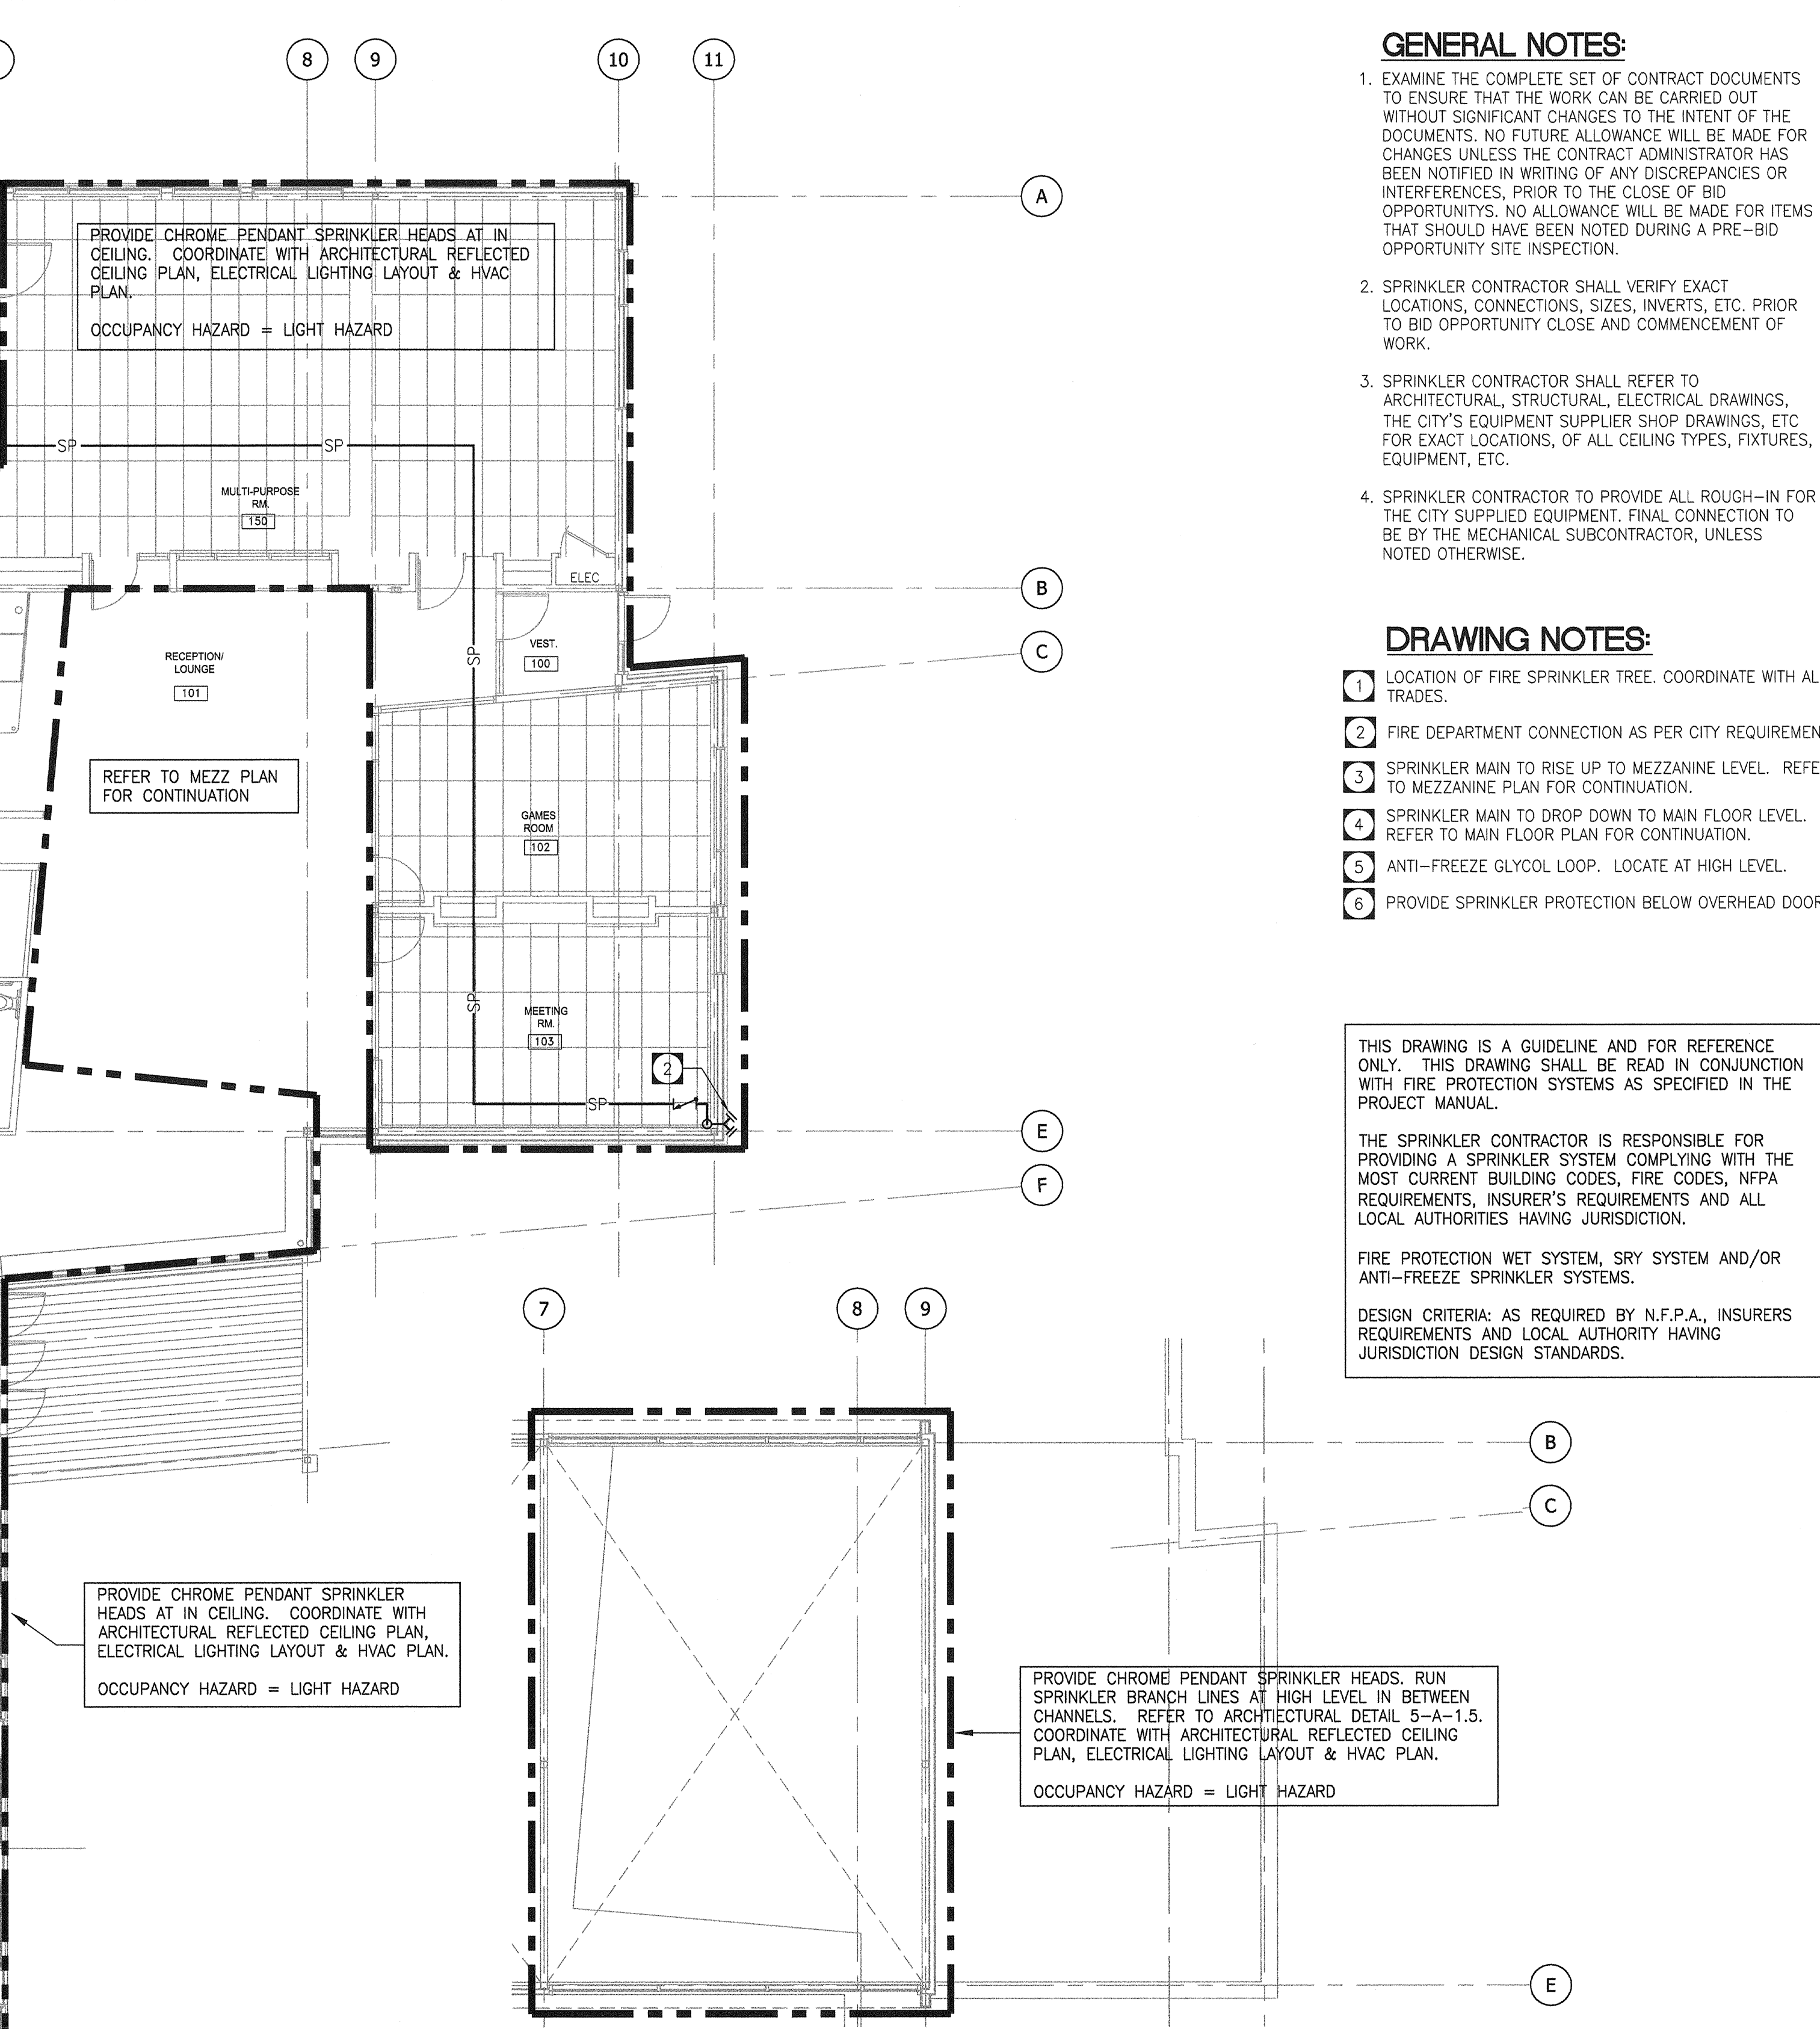 8
9
10
11
A
PROVIDE CHROME PENDANT SPRINKLER HEADS AT IN
CEILING. COORDINATE WITH ARCHITECTURAL REFLECTED
CEILING PLAN, ELECTRICAL LIGHTING LAYOUT & HVAC
PLAN.
OCCUPANCY HAZARD = LIGHT HAZARD
SP
SP
MULTI-PURPOSE
RM.
150
ELEC
B
SP
VEST.
100
C
RECEPTION/
LOUNGE
101
REFER TO MEZZ PLAN
FOR CONTINUATION
GAMES
ROOM
102
SP
MEETING
RM.
103
2
SP
E
F
7
8
9
B
C
PROVIDE CHROME PENDANT SPRINKLER
HEADS AT IN CEILING. COORDINATE WITH
ARCHITECTURAL REFLECTED CEILING PLAN,
ELECTRICAL LIGHTING LAYOUT & HVAC PLAN.
OCCUPANCY HAZARD = LIGHT HAZARD
PROVIDE CHROME PENDANT SPRINKLER HEADS. RUN
SPRINKLER BRANCH LINES AT HIGH LEVEL IN BETWEEN
CHANNELS. REFER TO ARCHTIECTURAL DETAIL 5-A-1.5.
COORDINATE WITH ARCHITECTURAL REFLECTED CEILING
PLAN, ELECTRICAL LIGHTING LAYOUT & HVAC PLAN.
OCCUPANCY HAZARD = LIGHT HAZARD
E
GENERAL NOTES:
1. EXAMINE THE COMPLETE SET OF CONTRACT DOCUMENTS
TO ENSURE THAT THE WORK CAN BE CARRIED OUT
WITHOUT SIGNIFICANT CHANGES TO THE INTENT OF THE
DOCUMENTS. NO FUTURE ALLOWANCE WILL BE MADE FOR
CHANGES UNLESS THE CONTRACT ADMINISTRATOR HAS
BEEN NOTIFIED IN WRITING OF ANY DISCREPANCIES OR
INTERFERENCES, PRIOR TO THE CLOSE OF BID
OPPORTUNITYS. NO ALLOWANCE WILL BE MADE FOR ITEMS
THAT SHOULD HAVE BEEN NOTED DURING A PRE-BID
OPPORTUNITY SITE INSPECTION.
2. SPRINKLER CONTRACTOR SHALL VERIFY EXACT
LOCATIONS, CONNECTIONS, SIZES, INVERTS, ETC. PRIOR
TO BID OPPORTUNITY CLOSE AND COMMENCEMENT OF
WORK.
3. SPRINKLER CONTRACTOR SHALL REFER TO
ARCHITECTURAL, STRUCTURAL, ELECTRICAL DRAWINGS,
THE CITY'S EQUIPMENT SUPPLIER SHOP DRAWINGS, ETC
FOR EXACT LOCATIONS, OF ALL CEILING TYPES, FIXTURES,
EQUIPMENT, ETC.
4. SPRINKLER CONTRACTOR TO PROVIDE ALL ROUGH-IN FOR
THE CITY SUPPLIED EQUIPMENT. FINAL CONNECTION TO
BE BY THE MECHANICAL SUBCONTRACTOR, UNLESS
NOTED OTHERWISE.
DRAWING NOTES:
1 LOCATION OF FIRE SPRINKLER TREE. COORDINATE WITH AL
TRADES.
2 FIRE DEPARTMENT CONNECTION AS PER CITY REQUIREMEN
3 SPRINKLER MAIN TO RISE UP TO MEZZANINE LEVEL. REFE
TO MEZZANINE PLAN FOR CONTINUATION.
4 SPRINKLER MAIN TO DROP DOWN TO MAIN FLOOR LEVEL.
REFER TO MAIN FLOOR PLAN FOR CONTINUATION.
5 ANTI-FREEZE GLYCOL LOOP. LOCATE AT HIGH LEVEL.
6 PROVIDE SPRINKLER PROTECTION BELOW OVERHEAD DOOR
THIS DRAWING IS A GUIDELINE AND FOR REFERENCE
ONLY. THIS DRAWING SHALL BE READ IN CONJUNCTION
WITH FIRE PROTECTION SYSTEMS AS SPECIFIED IN THE
PROJECT MANUAL.
THE SPRINKLER CONTRACTOR IS RESPONSIBLE FOR
PROVIDING A SPRINKLER SYSTEM COMPLYING WITH THE
MOST CURRENT BUILDING CODES, FIRE CODES, NFPA
REQUIREMENTS, INSURER'S REQUIREMENTS AND ALL
LOCAL AUTHORITIES HAVING JURISDICTION.
FIRE PROTECTION WET SYSTEM, SRY SYSTEM AND/OR
ANTI-FREEZE SPRINKLER SYSTEMS.
DESIGN CRITERIA: AS REQUIRED BY N.F.P.A., INSURERS
REQUIREMENTS AND LOCAL AUTHORITY HAVING
JURISDICTION DESIGN STANDARDS.